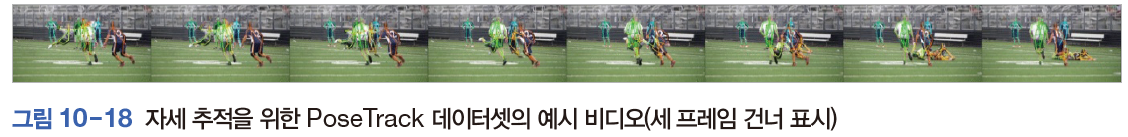 그림 10-18 자세 추적을 위한 PoseTrack 데이터셋의 예시 비디오(세 프레임 건너 표시)